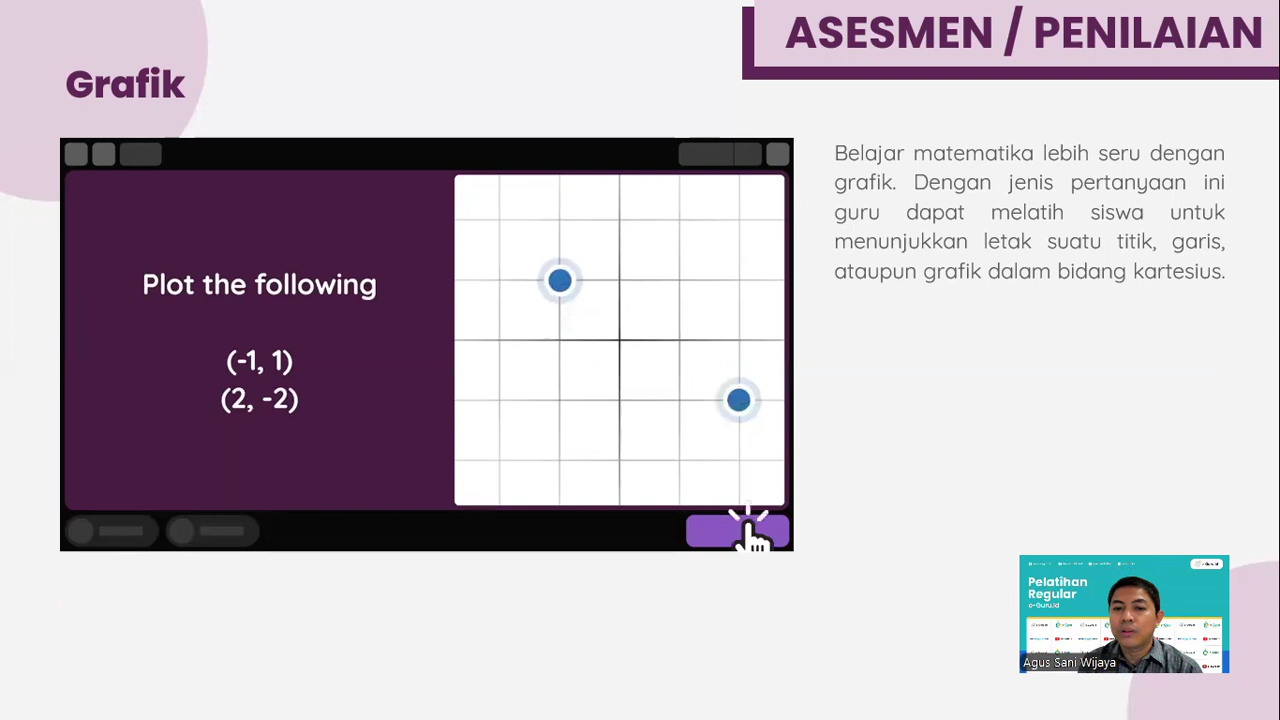 ASESMEN / PENILAIAN
Grafik
Belajar matematika lebih seru dengan
grafik. Dengan jenis pertanyaan ini
guru dapat melatih siswa untuk
menunjukkan letak suatu titik, garis,
ataupun grafik dalam bidang kartesius.
Plot the following
(-1, 1)
(2, -2)
Pelatihan
Regular
e-Guru.id
Agus Sani Wijaya